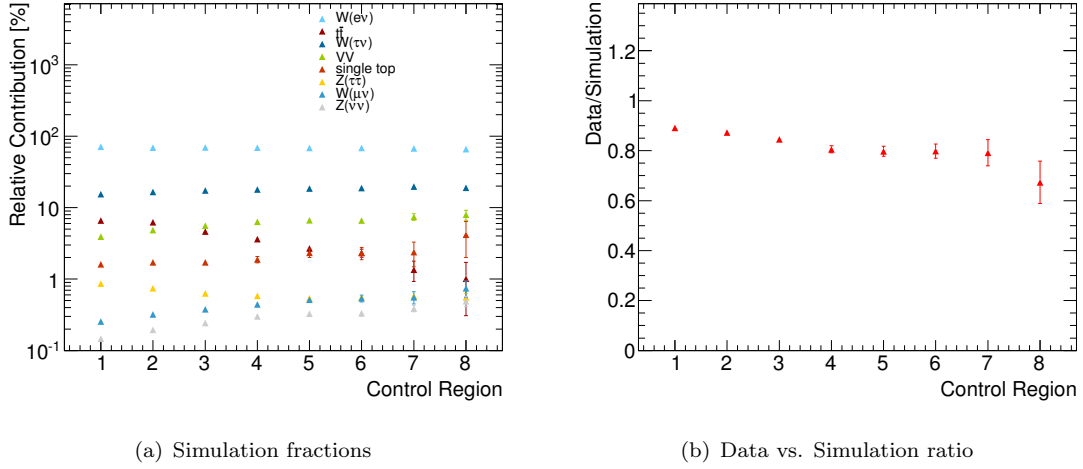 Relative Contribution [%]
10³
10²
10
1
10⁻¹
W(eν)
tt̄
W(τν)
VV
single top
Z(ττ)
W(μν)
Z(νν)
1 2 3 4 5 6 7 8
Control Region
Data/Simulation
1.2
1
0.8
0.6
0.4
0.2
0
1 2 3 4 5 6 7 8
Control Region
(a) Simulation fractions
(b) Data vs. Simulation ratio